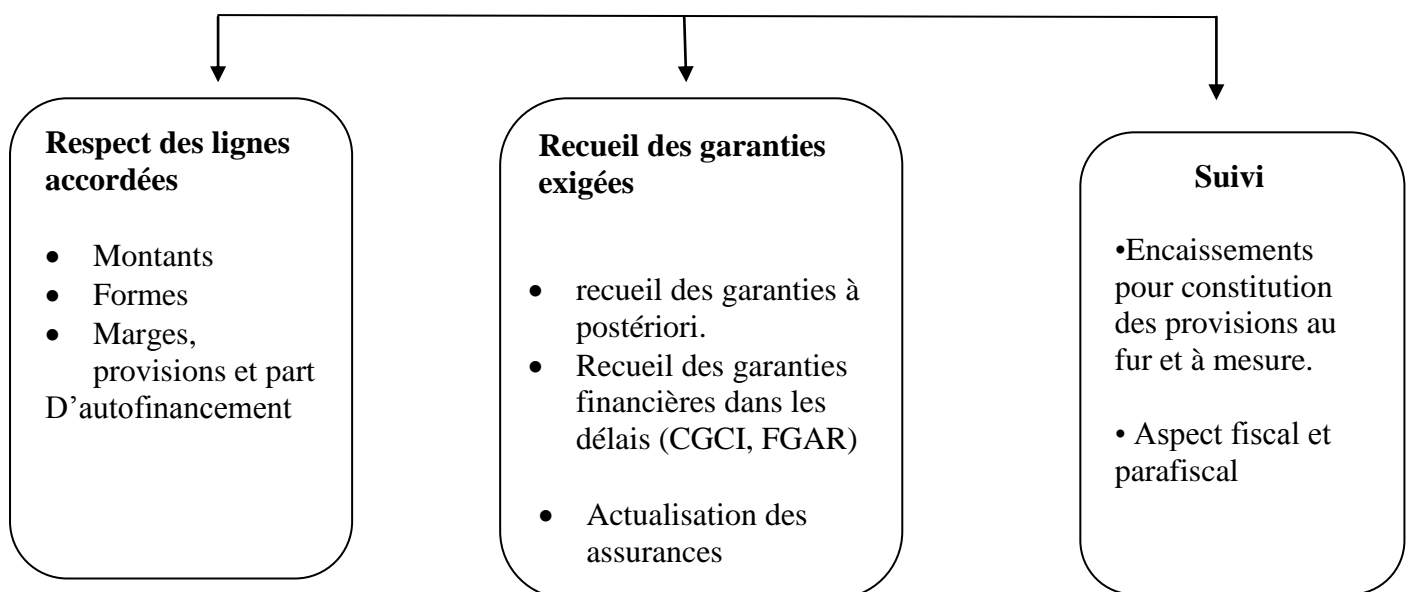 Respect des lignes
accordées
• Montants
• Formes
• Marges,
provisions et part
D’autofinancement
Recueil des garanties
exigées
• recueil des garanties à
postériori.
• Recueil des garanties
financières dans les
délais (CGCI, FGAR)
• Actualisation des
assurances
Suivi
•Encaissements
pour constitution
des provisions au
fur et à mesure.
• Aspect fiscal et
parafiscal